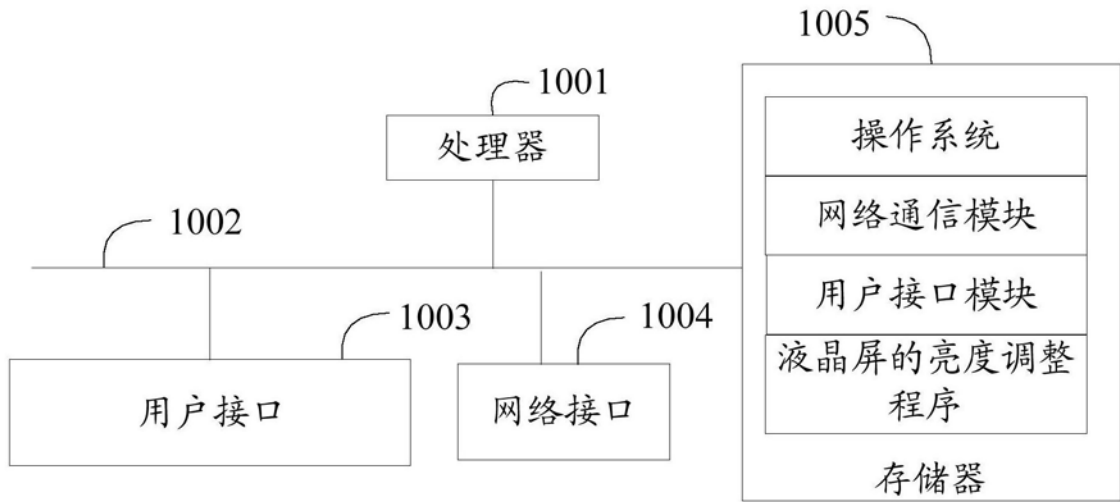 1005
1001
处理器
操作系统
网络通信模块
1002
用户接口模块
1003
1004
液晶屏的亮度调整
程序
用户接口
网络接口
存储器